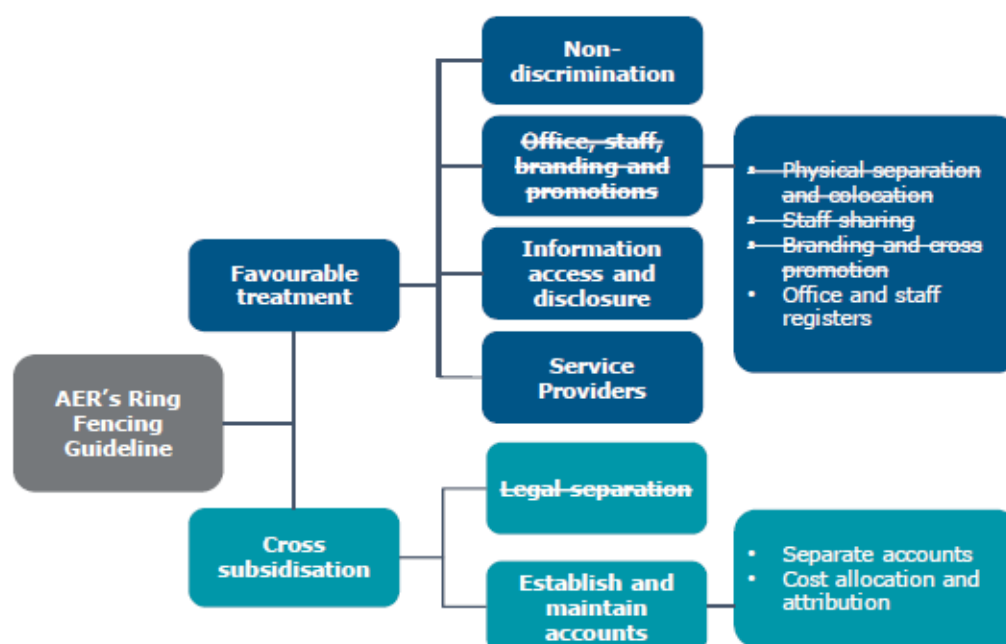 Non-
discrimination
Office, staff,
branding and
promotions
• Physical separation
and colocation
• Staff sharing
• Branding and cross
promotion
• Office and staff
registers
Favourable
treatment
Information
access and
disclosure
Service
Providers
AER's Ring
Fencing
Guideline
Legal separation
Cross
subsidisation
Establish and
maintain
accounts
• Separate accounts
• Cost allocation and
attribution